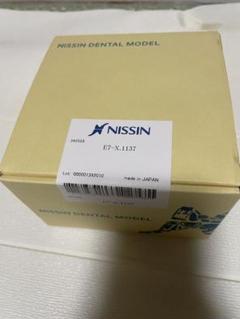 NISSIN DENTAL MODEL
NISSIN
E7-X.1137
made in JAPAN
NISSIN DENTAL MODEL